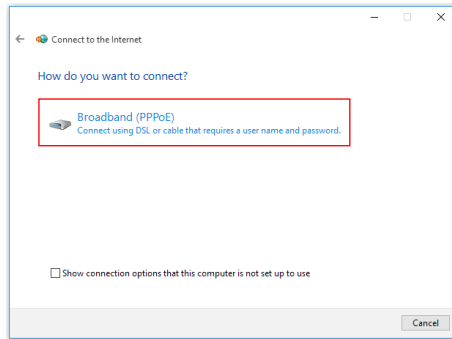 Connect to the Internet
How do you want to connect?
Broadband (PPPoE)
Connect using DSL or cable that requires a user name and password.
Show connection options that this computer is not set up to use
Cancel